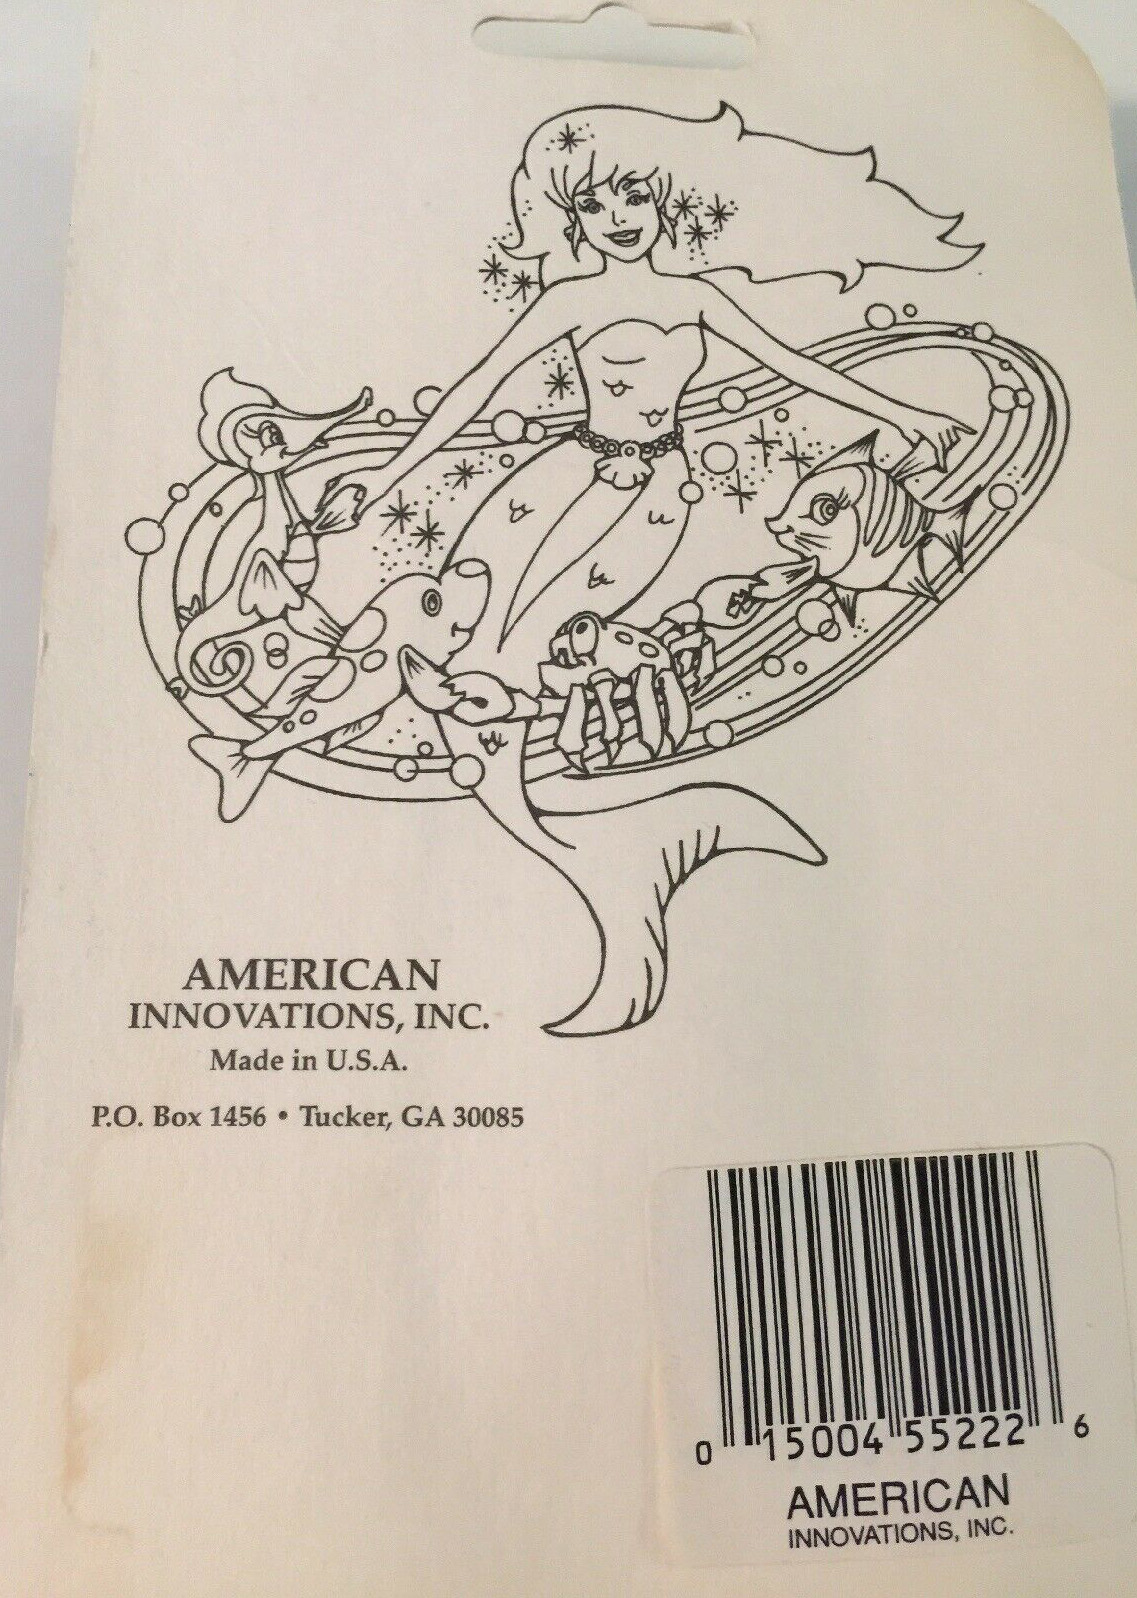 AMERICAN
INNOVATIONS, INC.
Made in U.S.A.
P.O. Box 1456 • Tucker, GA 30085
0 15004 55222 6
AMERICAN
INNOVATIONS, INC.